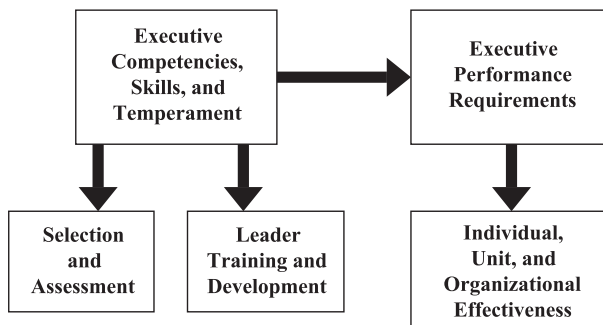 Executive
Competencies,
Skills, and
Temperament
Executive
Performance
Requirements
Selection
and
Assessment
Leader
Training and
Development
Individual,
Unit, and
Organizational
Effectiveness